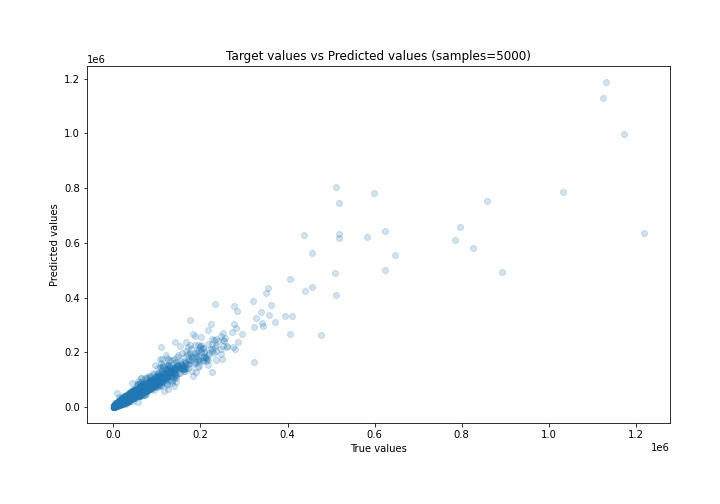 Target values vs Predicted values (samples=5000)
1e6
1.2
1.0
0.8
0.6
0.4
0.2
0.0
Predicted values
0.0 0.2 0.4 0.6 0.8 1.0 1.2
True values
1e6